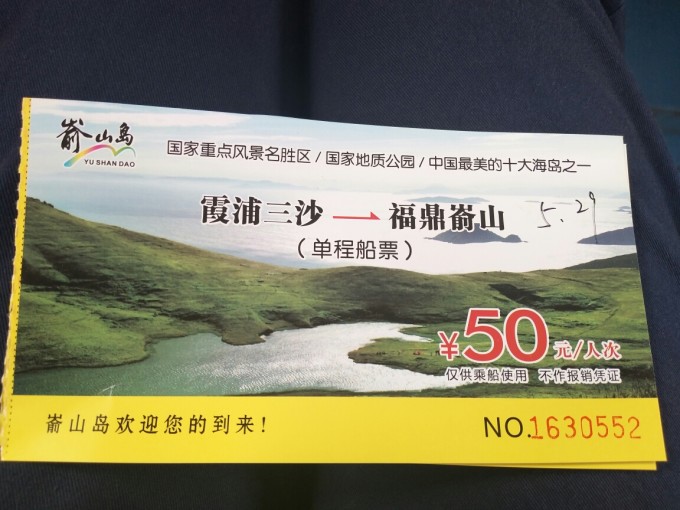 嵛山岛
YU SHAN DAO
国家重点风景名胜区/国家地质公园/中国最美的十大海岛之一
霞浦三沙→福鼎嵛山
5.29
(单程船票)
¥50元/人次
仅供乘船使用 不作报销凭证
嵛山岛欢迎您的到来!
NO.1630552